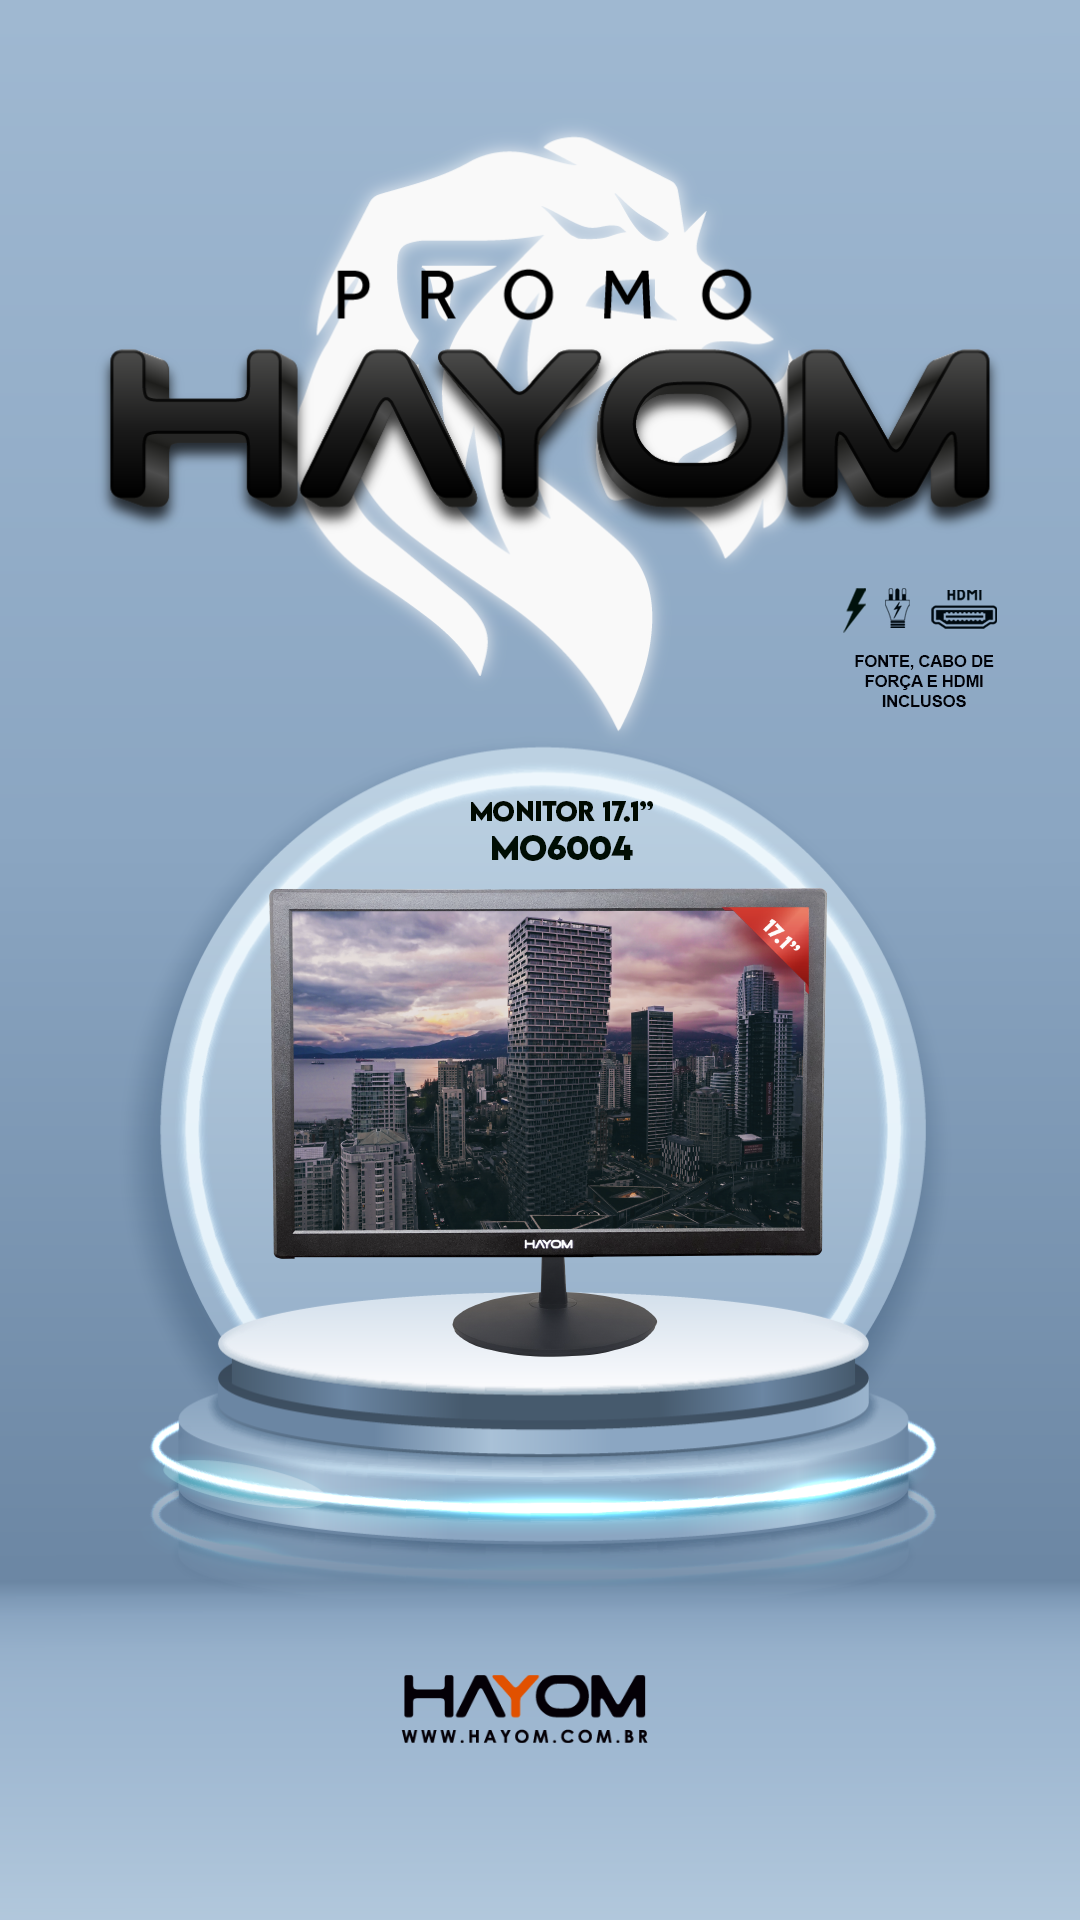 PROMO
HAYOM
HDMI
FONTE, CABO DE
FORÇA E HDMI
INCLUSOS
MONITOR 17.1”
MO6004
17.1”
HAYOM
HAYOM
WWW.HAYOM.COM.BR